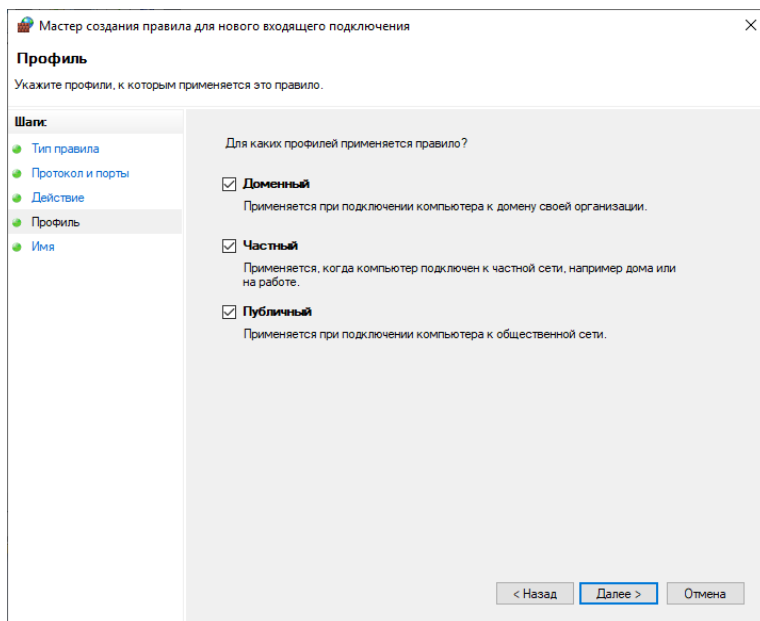 Мастер создания правила для нового входящего подключения
Профиль
Укажите профили, к которым применяется это правило.
Шаги:
Тип правила
Протокол и порты
Действие
Профиль
Имя
Для каких профилей применяется правило?
Доменный
Применяется при подключении компьютера к домену своей организации.
Частный
Применяется, когда компьютер подключен к частной сети, например дома или
на работе.
Публичный
Применяется при подключении компьютера к общественной сети.
< Назад
Далее >
Отмена